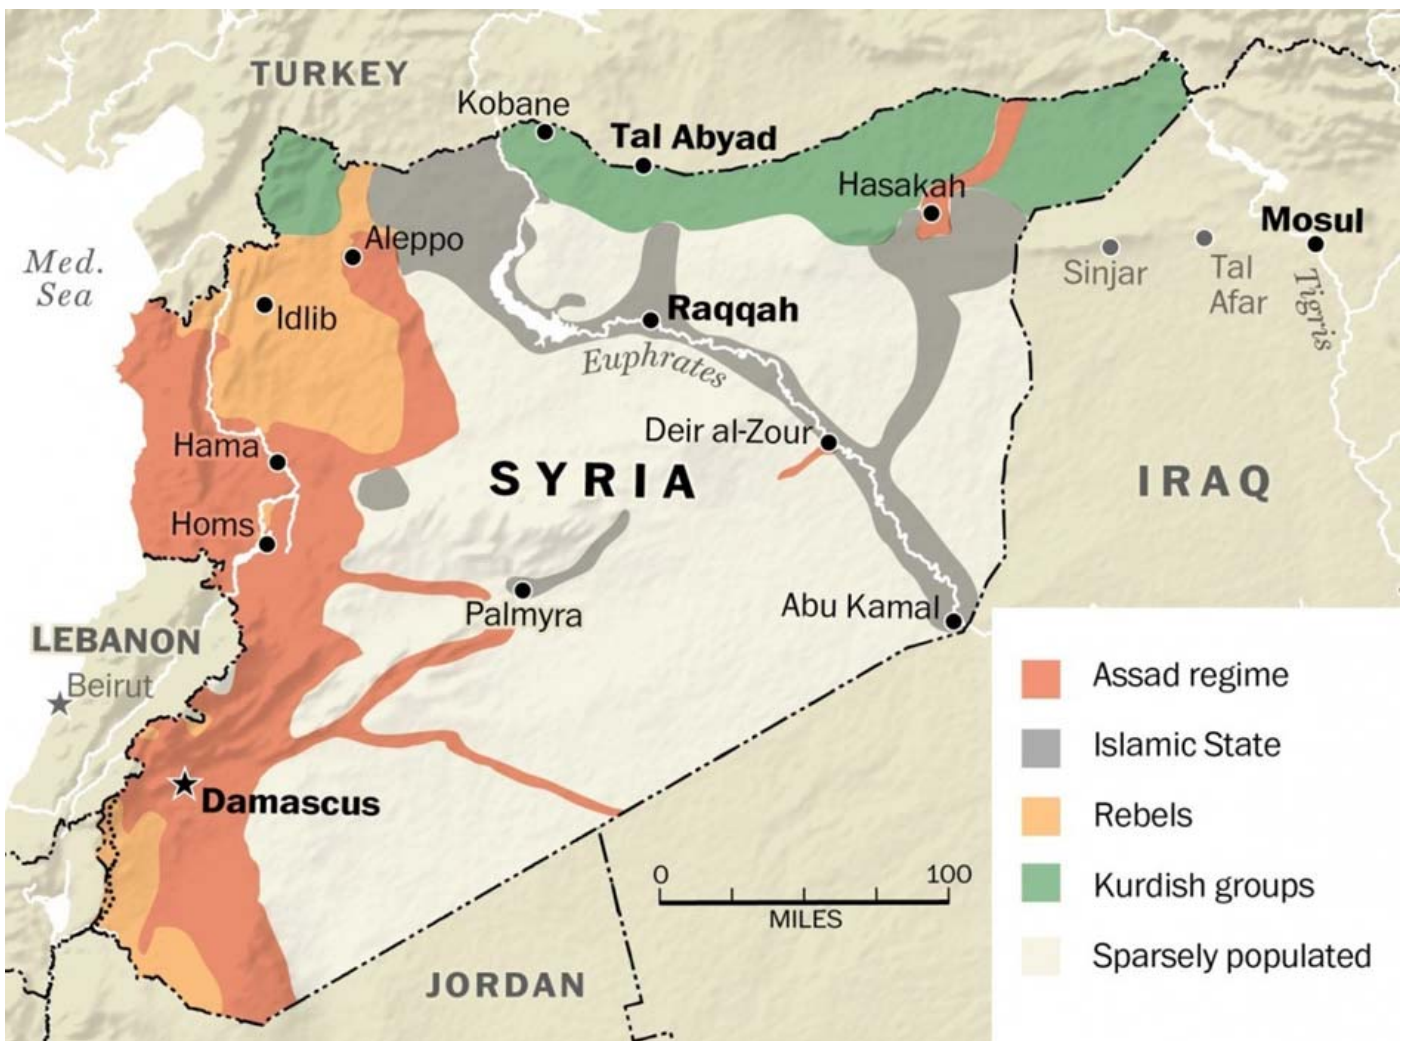 TURKEY
Kobane
Tal Abyad
Hasakah
Mosul
Aleppo
Med.
Sea
Sinjar
Tal
Afar
Tigris
Idlib
Raqqah
Euphrates
Deir al-Zour
Hama
SYRIA
IRAQ
Homs
Palmyra
Abu Kamal
LEBANON
Beirut
Damascus
JORDAN
0 100
MILES
Assad regime
Islamic State
Rebels
Kurdish groups
Sparsely populated